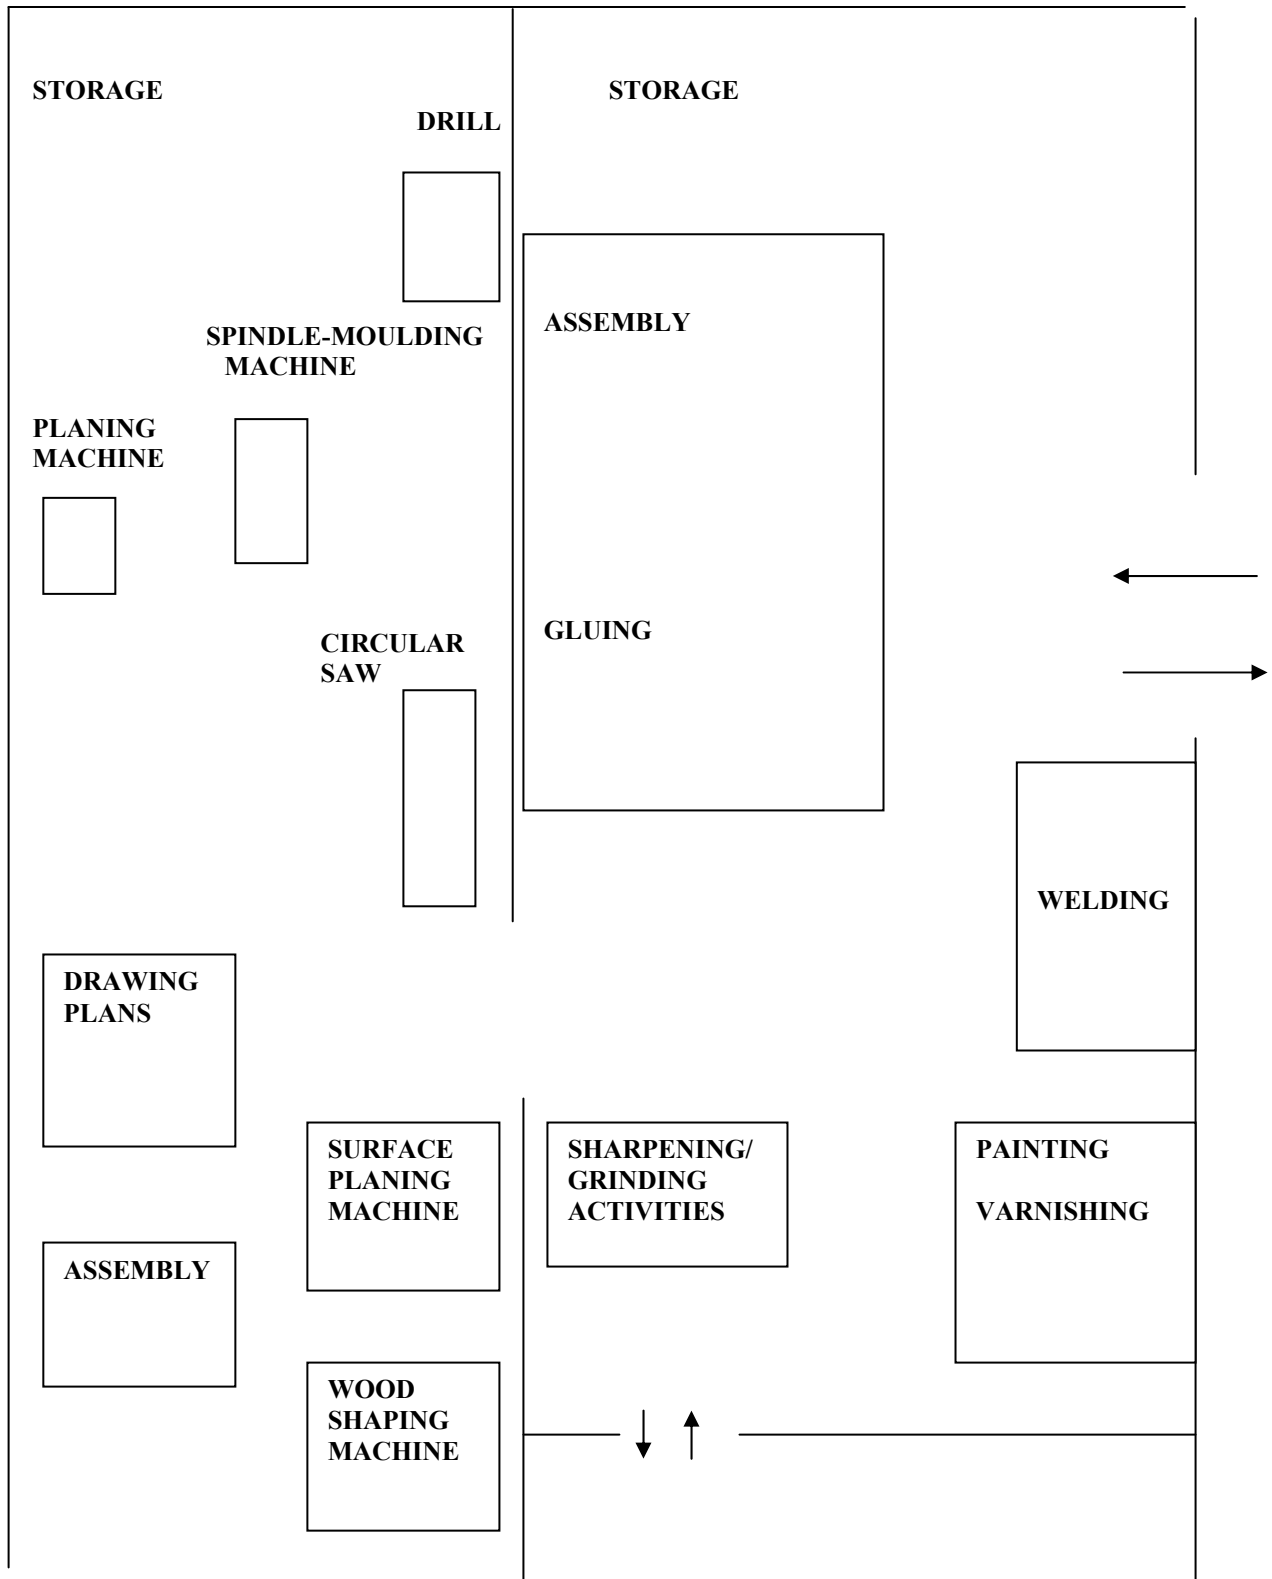 STORAGE
STORAGE
DRILL
SPINDLE-MOULDING
MACHINE
ASSEMBLY
PLANING
MACHINE
GLUING
CIRCULAR
SAW
WELDING
DRAWING
PLANS
SURFACE
PLANING
MACHINE
SHARPENING/
GRINDING
ACTIVITIES
PAINTING
VARNISHING
ASSEMBLY
WOOD
SHAPING
MACHINE